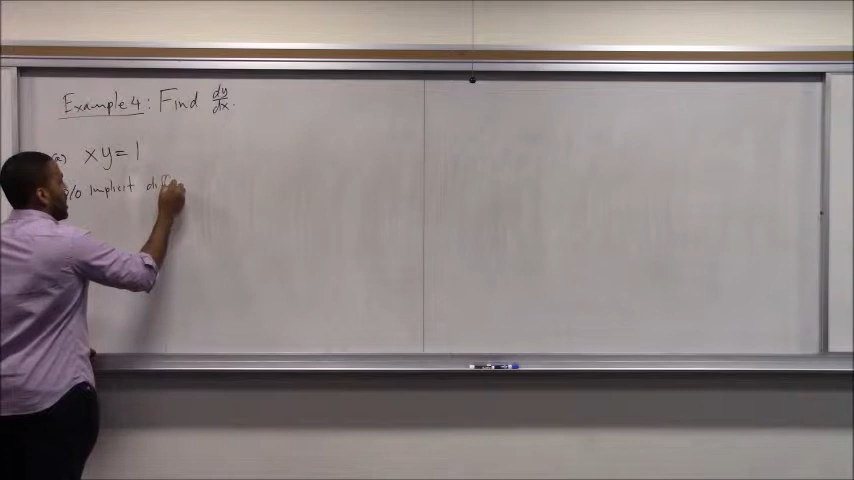 Example 4: Find dy/dx.
(a) xy = 1
w/o Implicit diff